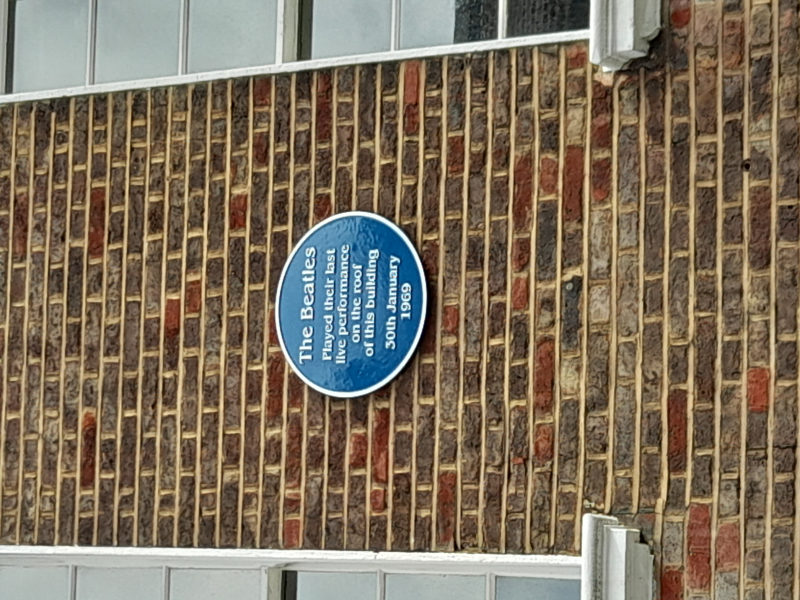 The Beatles
Played their last
live performance
on the roof
of this building
30th January
1969